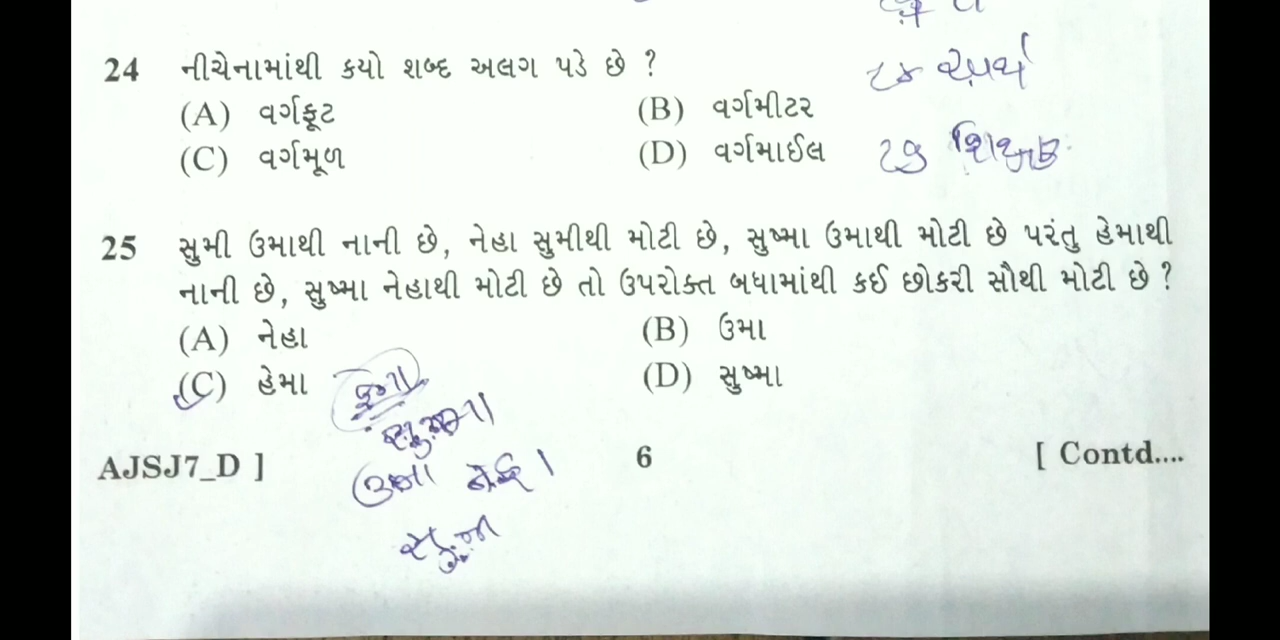 24 નીચેનામાંથી કયો શબ્દ અલગ પડે છે ?
(A) વર્ગફૂટ (B) વર્ગમીટર
(C) વર્ગમૂળ (D) વર્ગમાઈલ
25 સુમી ઉમાથી નાની છે, નેહા સુમીથી મોટી છે, સુષ્મા ઉમાથી મોટી છે પરંતુ હેમાથી
નાની છે, સુષ્મા નેહાથી મોટી છે તો ઉપરોક્ત બધામાંથી કઈ છોકરી સૌથી મોટી છે ?
(A) નેહા (B) ઉમા
(C) હેમા (D) સુષ્મા
સુષ્મા
ઉમા
AJSJ7_D ] 6 [ Contd....